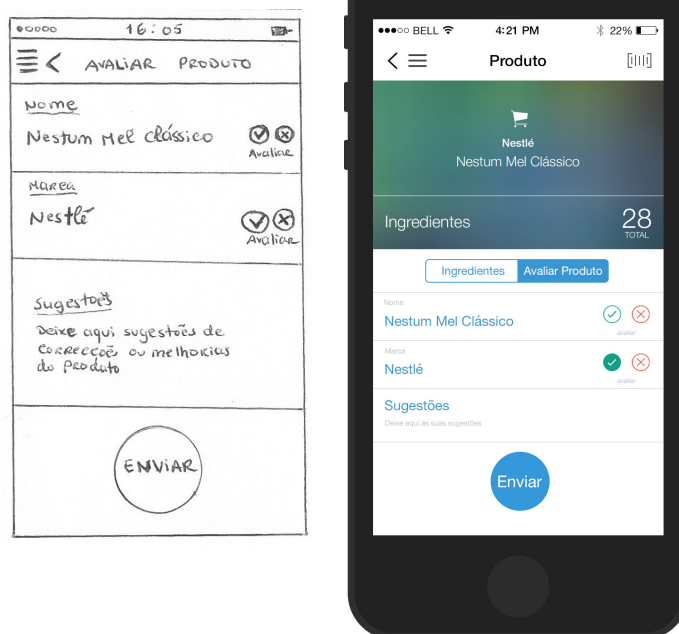 16:05
AVALIAR PRODUTO
Nome
Nestum Mel clássico
Avaliar
Marca
Nestlé
Avaliar
Sugestões
Deixe aqui sugestões de
correcçoẽ ou melhorias
do Produto
ENVIAR
BELL 4:21 PM 22%
Produto
Nestlé
Nestum Mel Clássico
Ingredientes 28
TOTAL
Ingredientes Avaliar Produto
Nome
Nestum Mel Clássico
avaliar
Marca
Nestlé
avaliar
Sugestões
Deixe aqui as suas sugestões
Enviar